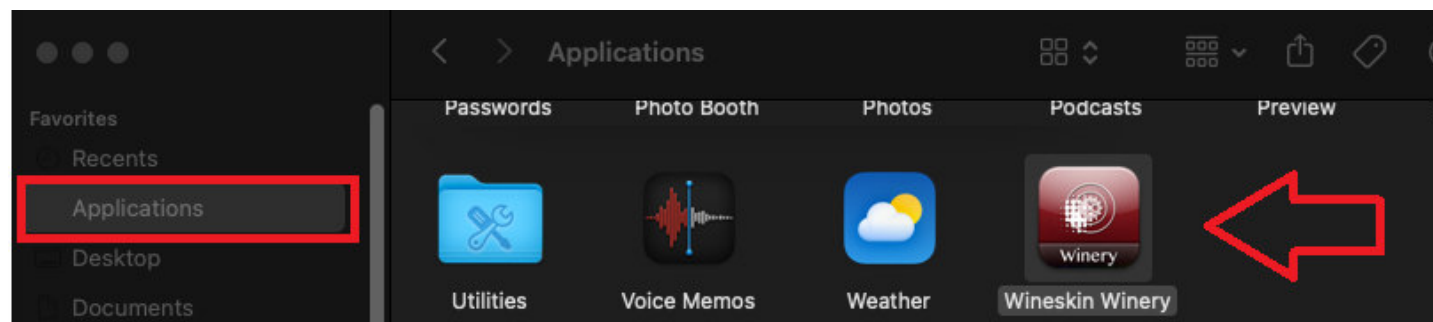 Applications
Favorites
Recents
Applications
Desktop
Documents
Passwords
Photo Booth
Photos
Podcasts
Preview
Winery
Utilities
Voice Memos
Weather
Wineskin Winery